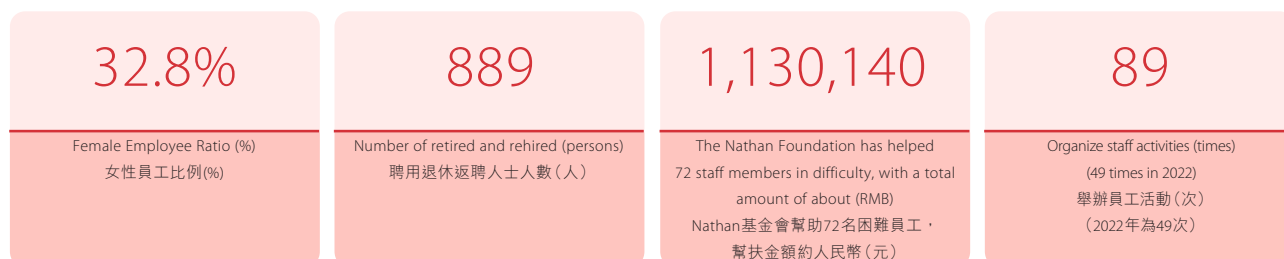 32.8%
Female Employee Ratio (%)
女性員工比例(%)
889
Number of retired and rehired (persons)
聘用退休返聘人士人數（人）
1,130,140
The Nathan Foundation has helped
72 staff members in difficulty, with a total
amount of about (RMB)
Nathan基金會幫助72名困難員工，
幫扶金額約人民幣（元）
89
Organize staff activities (times)
(49 times in 2022)
舉辦員工活動（次）
（2022年為49次）